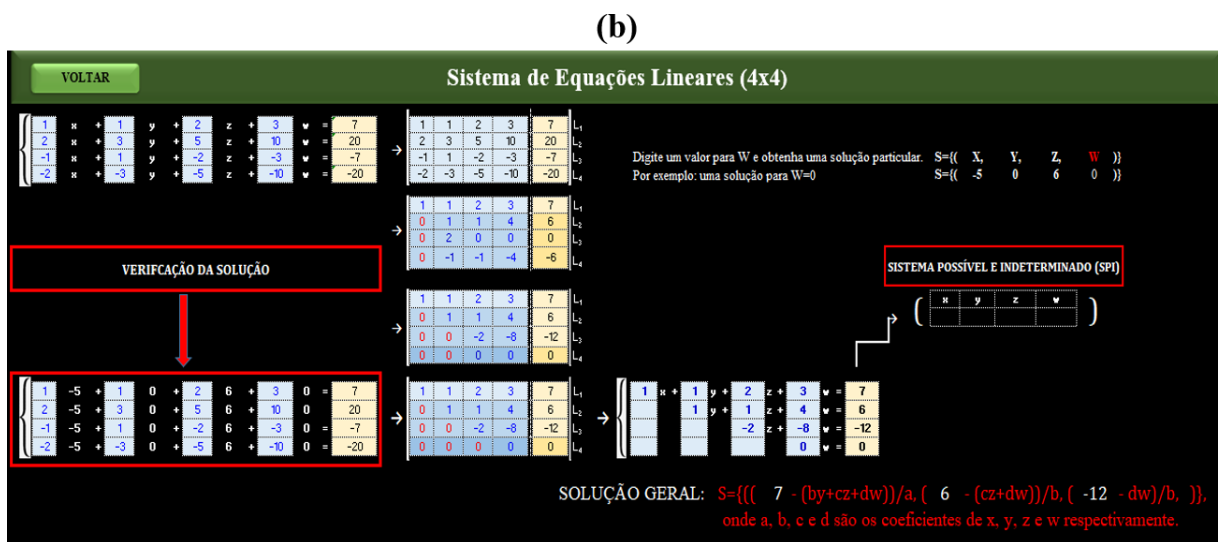 (b)
VOLTAR
Sistema de Equações Lineares (4x4)
1 x + 1 y + 2 z + 3 w = 7
2 x + 3 y + 5 z + 10 w = 20
-1 x + 1 y + -2 z + -3 w = -7
-2 x + -3 y + -5 z + -10 w = -20
→
1 1 2 3 7 L₁
2 3 5 10 20 L₂
-1 1 -2 -3 -7 L₃
-2 -3 -5 -10 -20 L₄
Digite um valor para W e obtenha uma solução particular. S={( X, Y, Z, W )}
Por exemplo: uma solução para W=0 S={( -5 0 6 0 )}
→
1 1 2 3 7 L₁
0 1 1 4 6 L₂
0 2 0 0 0 L₃
0 -1 -1 -4 -6 L₄
VERIFCAÇÃO DA SOLUÇÃO
SISTEMA POSSÍVEL E INDETERMINADO (SPI)
( x y z w )
→
1 1 2 3 7 L₁
0 1 1 4 6 L₂
0 0 -2 -8 -12 L₃
0 0 0 0 0 L₄
1 -5 + 1 0 + 2 6 + 3 0 = 7
2 -5 + 3 0 + 5 6 + 10 0 = 20
-1 -5 + 1 0 + -2 6 + -3 0 = -7
-2 -5 + -3 0 + -5 6 + -10 0 = -20
→
1 1 2 3 7 L₁
0 1 1 4 6 L₂
0 0 -2 -8 -12 L₃
0 0 0 0 0 L₄
→
1 x + 1 y + 2 z + 3 w = 7
1 y + 1 z + 4 w = 6
-2 z + -8 w = -12
0 w = 0
SOLUÇÃO GERAL: S={(( 7 - (by+cz+dw))/a, ( 6 - (cz+dw))/b, ( -12 - dw)/b, )},
onde a, b, c e d são os coeficientes de x, y, z e w respectivamente.